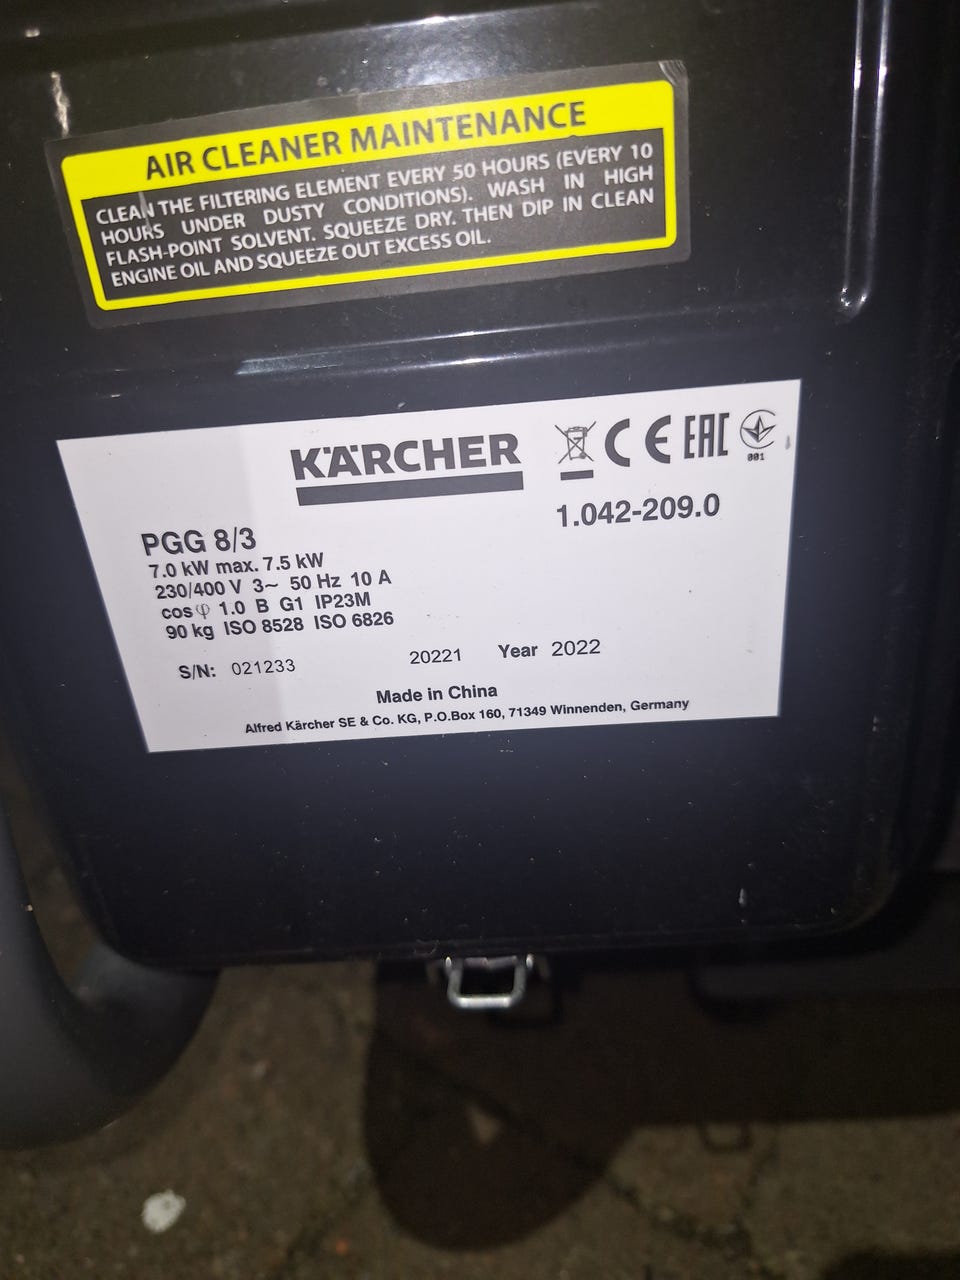 AIR CLEANER MAINTENANCE
CLEAN THE FILTERING ELEMENT EVERY 50 HOURS (EVERY 10
HOURS UNDER DUSTY CONDITIONS). WASH IN HIGH
FLASH-POINT SOLVENT. SQUEEZE DRY. THEN DIP IN CLEAN
ENGINE OIL AND SQUEEZE OUT EXCESS OIL.
KÄRCHER
CE EAC
001
1.042-209.0
PGG 8/3
7.0 kW max. 7.5 kW
230/400 V 3~ 50 Hz 10 A
cos φ 1.0 B G1 IP23M
90 kg ISO 8528 ISO 6826
S/N: 021233 20221 Year 2022
Made in China
Alfred Kärcher SE & Co. KG, P.O.Box 160, 71349 Winnenden, Germany